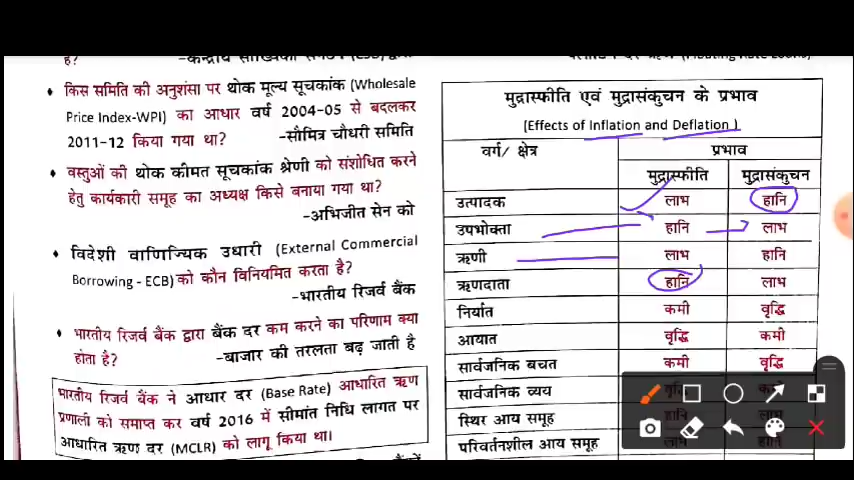 है?
• किस समिति की अनुशंसा पर थोक मूल्य सूचकांक (Wholesale
Price Index-WPI) का आधार वर्ष 2004-05 से बदलकर
2011-12 किया गया था? -सौमित्र चौधरी समिति
• वस्तुओं की थोक कीमत सूचकांक श्रेणी को संशोधित करने
हेतु कार्यकारी समूह का अध्यक्ष किसे बनाया गया था?
-अभिजीत सेन को
• विदेशी वाणिज्यिक उधारी (External Commercial
Borrowing - ECB) को कौन विनियमित करता है?
-भारतीय रिजर्व बैंक
• भारतीय रिजर्व बैंक द्वारा बैंक दर कम करने का परिणाम क्या
होता है? -बाजार की तरलता बढ़ जाती है
भारतीय रिजर्व बैंक ने आधार दर (Base Rate) आधारित ऋण
प्रणाली को समाप्त कर वर्ष 2016 में सीमांत निधि लागत पर
आधारित ऋण दर (MCLR) को लागू किया था।
मुद्रास्फीति एवं मुद्रासंकुचन के प्रभाव
(Effects of Inflation and Deflation)
वर्ग/ क्षेत्र प्रभाव
मुद्रास्फीति मुद्रासंकुचन
उत्पादक लाभ हानि
उपभोक्ता हानि लाभ
ऋणी लाभ हानि
ऋणदाता हानि लाभ
निर्यात कमी वृद्धि
आयात वृद्धि कमी
सार्वजनिक बचत कमी वृद्धि
सार्वजनिक व्यय
स्थिर आय समूह
परिवर्तनशील आय समूह